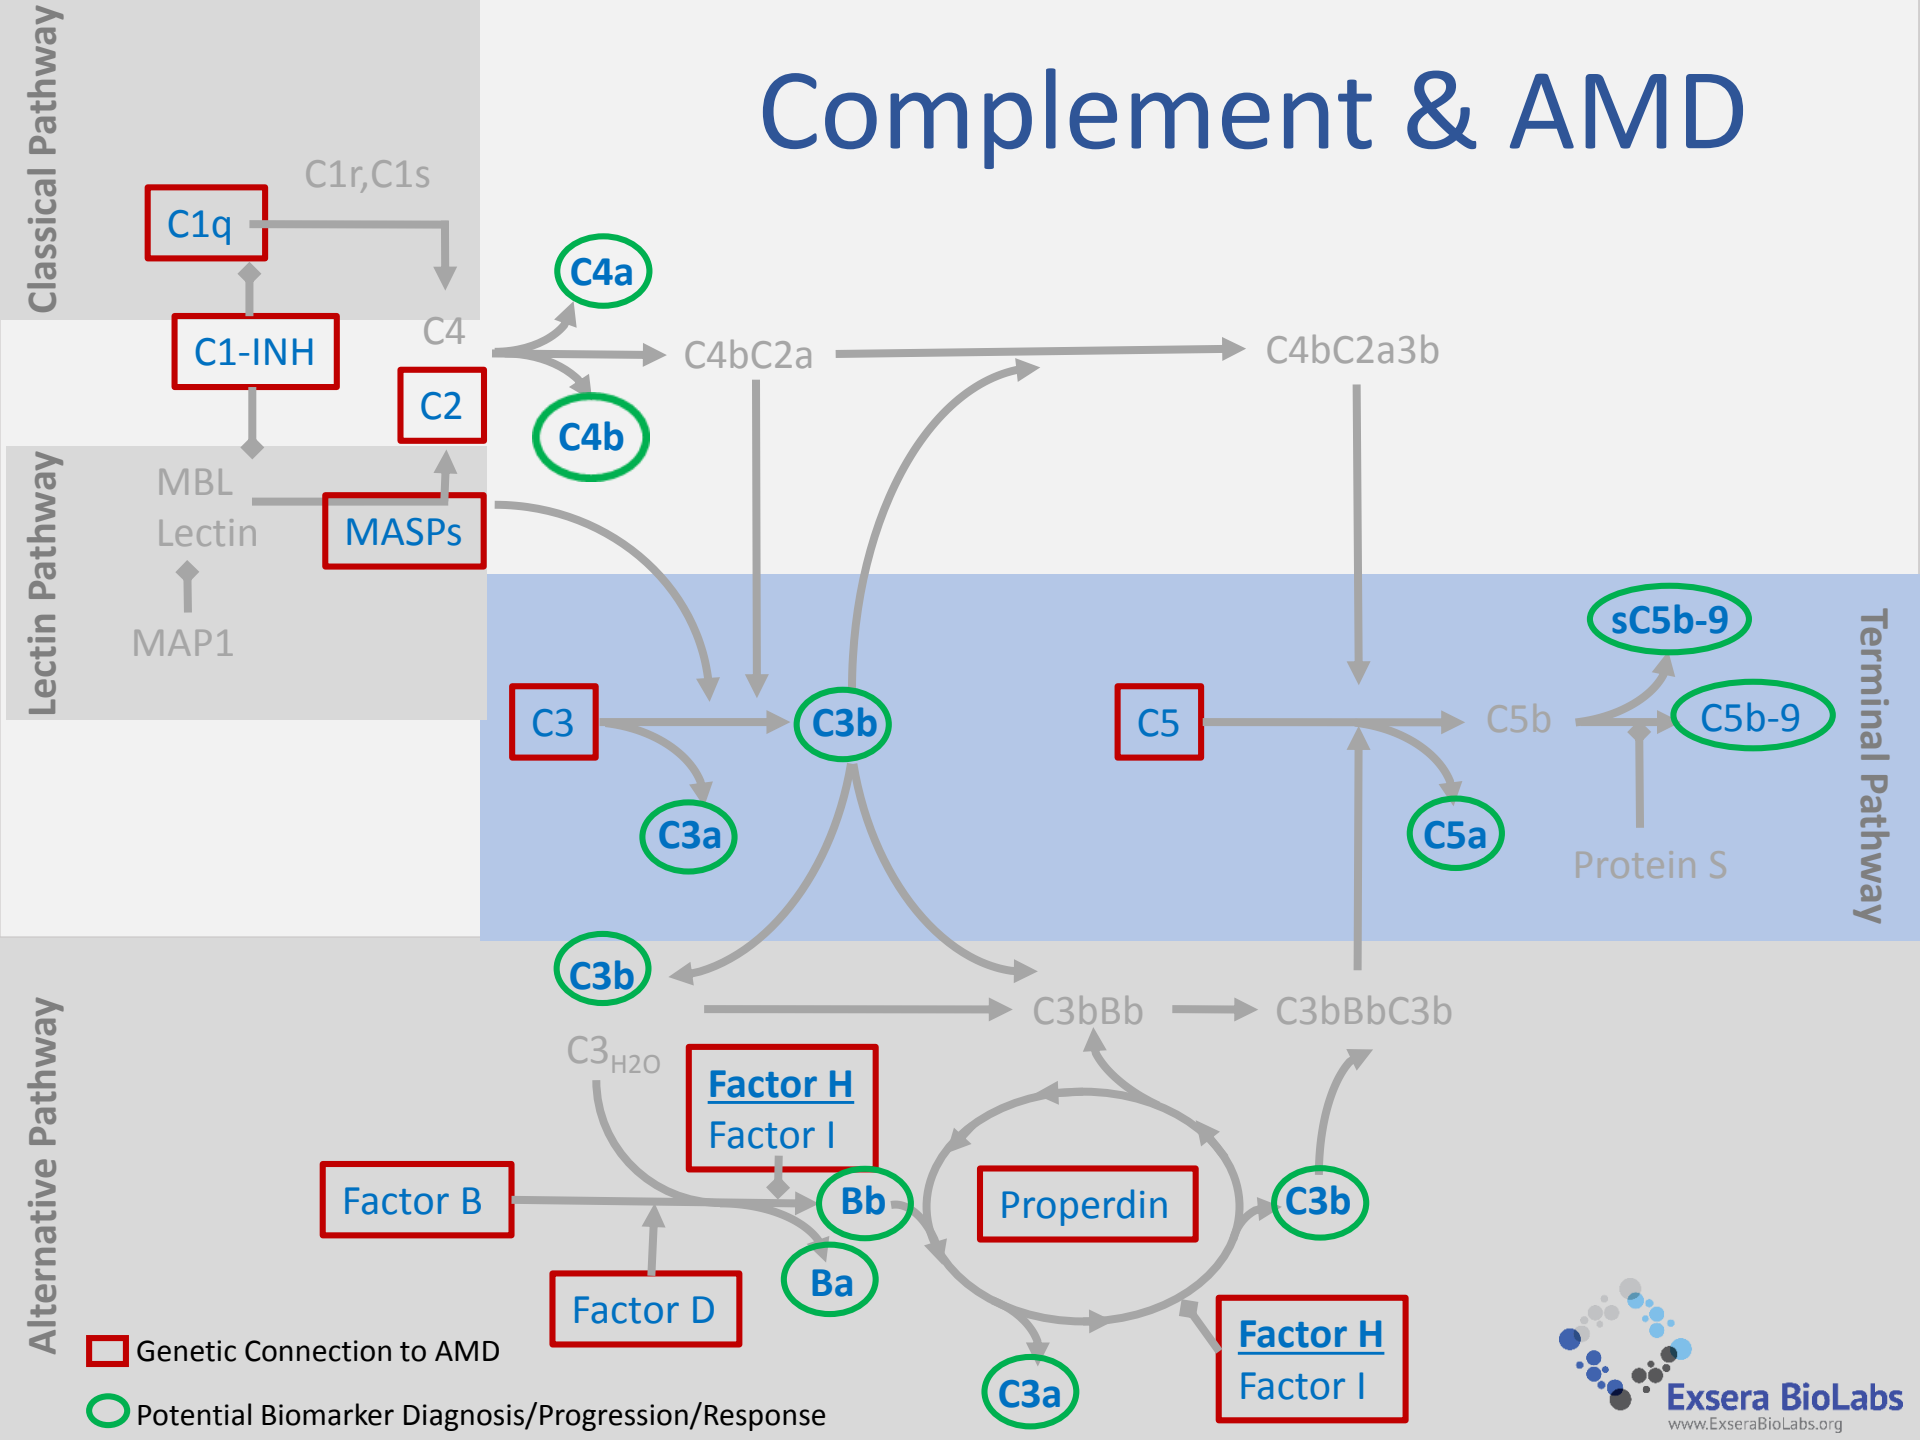 Complement & AMD
Classical Pathway
C1r,C1s
C1q
C4a
C1-INH
C4
C4bC2a
C4bC2a3b
C2
C4b
Lectin Pathway
MBL
Lectin
MASPs
MAP1
Terminal Pathway
sC5b-9
C3
C3b
C5
C5b
C5b-9
C3a
C5a
Protein S
Alternative Pathway
C3b
C3bBb
C3bBbC3b
C3H2O
Factor H
Factor I
Factor B
Bb
Properdin
C3b
Ba
Factor D
Factor H
Factor I
C3a
Genetic Connection to AMD
Potential Biomarker Diagnosis/Progression/Response
Exsera BioLabs
www.ExseraBioLabs.org